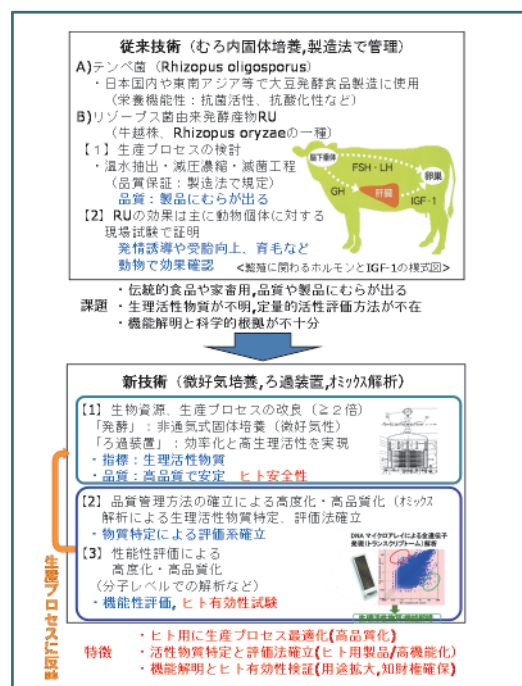 従来技術（むろ内固体培養,製造法で管理）
A)テンペ菌（Rhizopus oligosporus）
・日本国内や東南アジア等で大豆発酵食品製造に使用
（栄養機能性：抗菌活性、抗酸化性など）
B)リゾープス菌由来発酵産物RU
（牛越株、Rhizopus oryzaeの一種）
【1】生産プロセスの検討
・温水抽出・減圧濃縮・滅菌工程
（品質保証：製造法で規定）
品質：製品にむらが出る
【2】RUの効果は主に動物個体に対する
現場試験で証明
発情誘導や受胎向上、育毛など
動物で効果確認
脳下垂体
FSH・LH
卵巣
GH
肝臓
IGF-1
<繁殖に関わるホルモンとIGF-1の模式図>
課題
・伝統的食品や家畜用,品質や製品にむらが出る
・生理活性物質が不明,定量的活性評価方法が不在
・機能解明と科学的根拠が不十分
新技術（微好気培養,ろ過装置,オミックス解析）
【1】生物資源、生産プロセスの改良（≧２倍）
「発酵」：非通気式固体培養（微好気性）
「ろ過装置」：効率化と高生理活性を実現
・指標：生理活性物質
・品質：高品質で安定 ヒト安全性
【2】品質管理方法の確立による高度化・高品質化（オミックス
解析による生理活性物質特定、評価法確立
・物質特定による評価系確立
【3】性能性評価による
高度化・高品質化
（分子レベルでの解析など）
・機能性評価,ヒト有効性試験
DNAマイクロアレイによる全遺伝子
発現(トランスクリプトーム)解析
生産プロセスに反映
特徴
・ヒト用に生産プロセス最適化(高品質化)
・活性物質特定と評価法確立(ヒト用製品/高機能化)
・機能解明とヒト有効性検証(用途拡大,知財権確保)